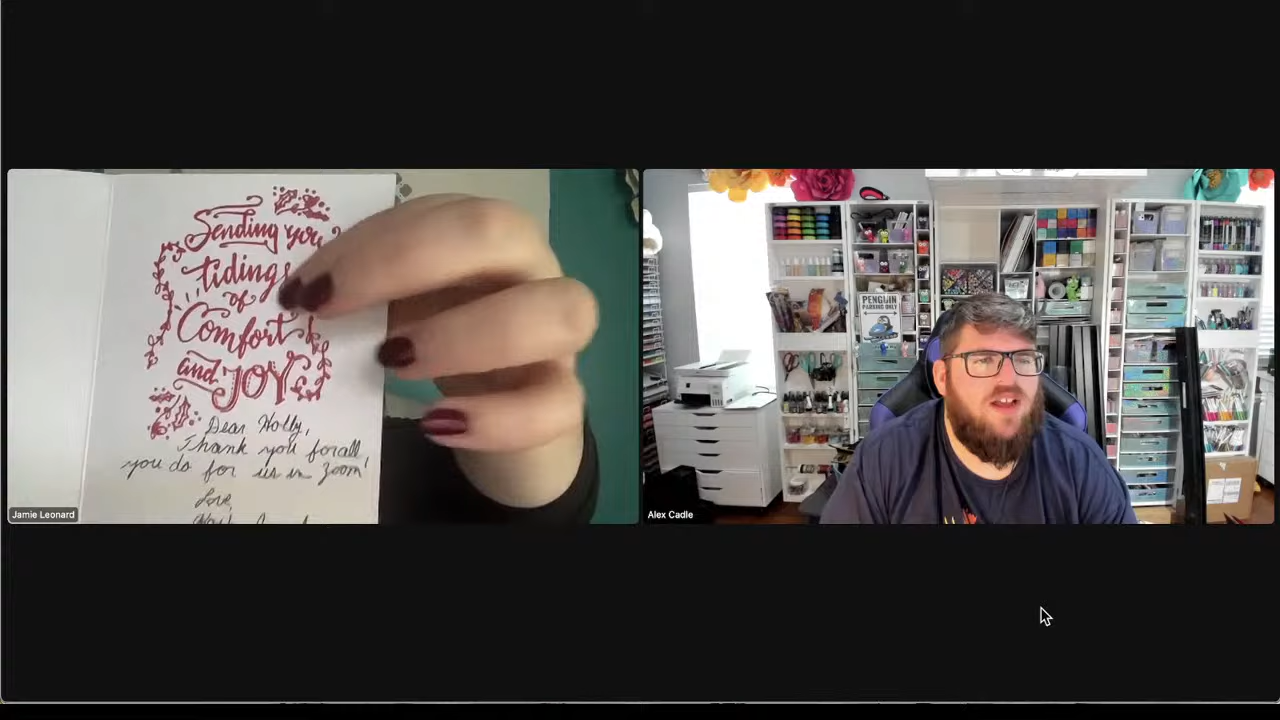 Sending you
tidings
of
Comfort
and JOY
Dear Holly,
Thank you for all
you do for us in zoom!
Love,
Jamie Leonard
PENGUIN
PARKING ONLY
Alex Cadle